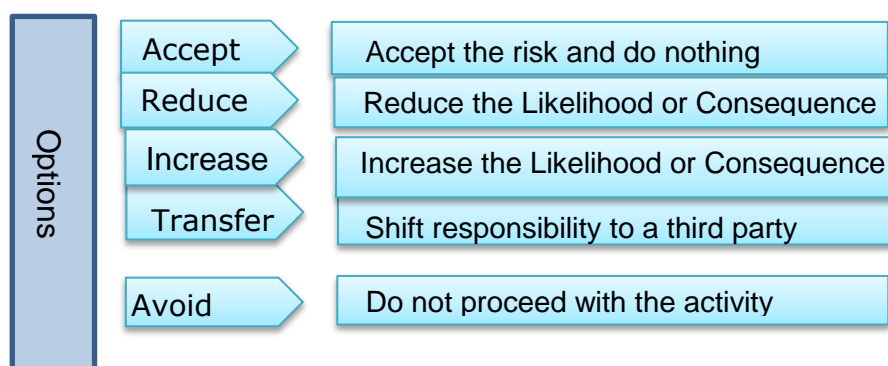 Options
Accept
Accept the risk and do nothing
Reduce
Reduce the Likelihood or Consequence
Increase
Increase the Likelihood or Consequence
Transfer
Shift responsibility to a third party
Avoid
Do not proceed with the activity